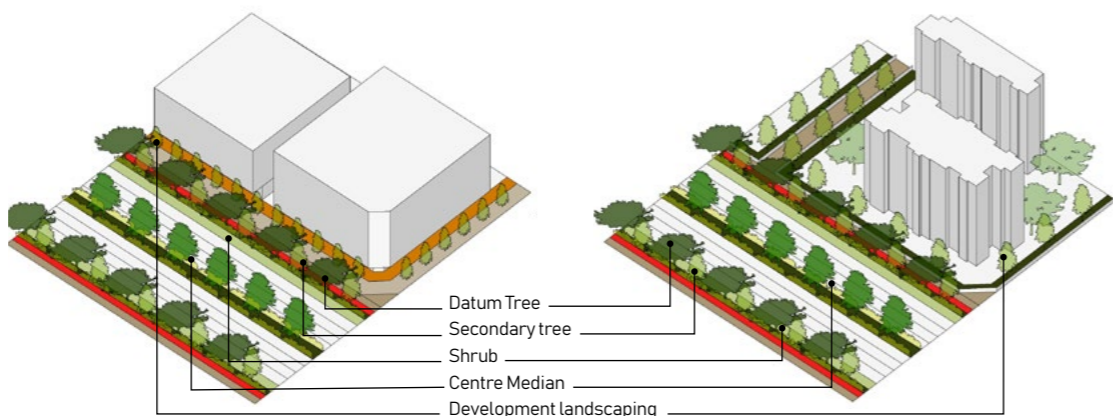 Datum Tree
Secondary tree
Shrub
Centre Median
Development landscaping